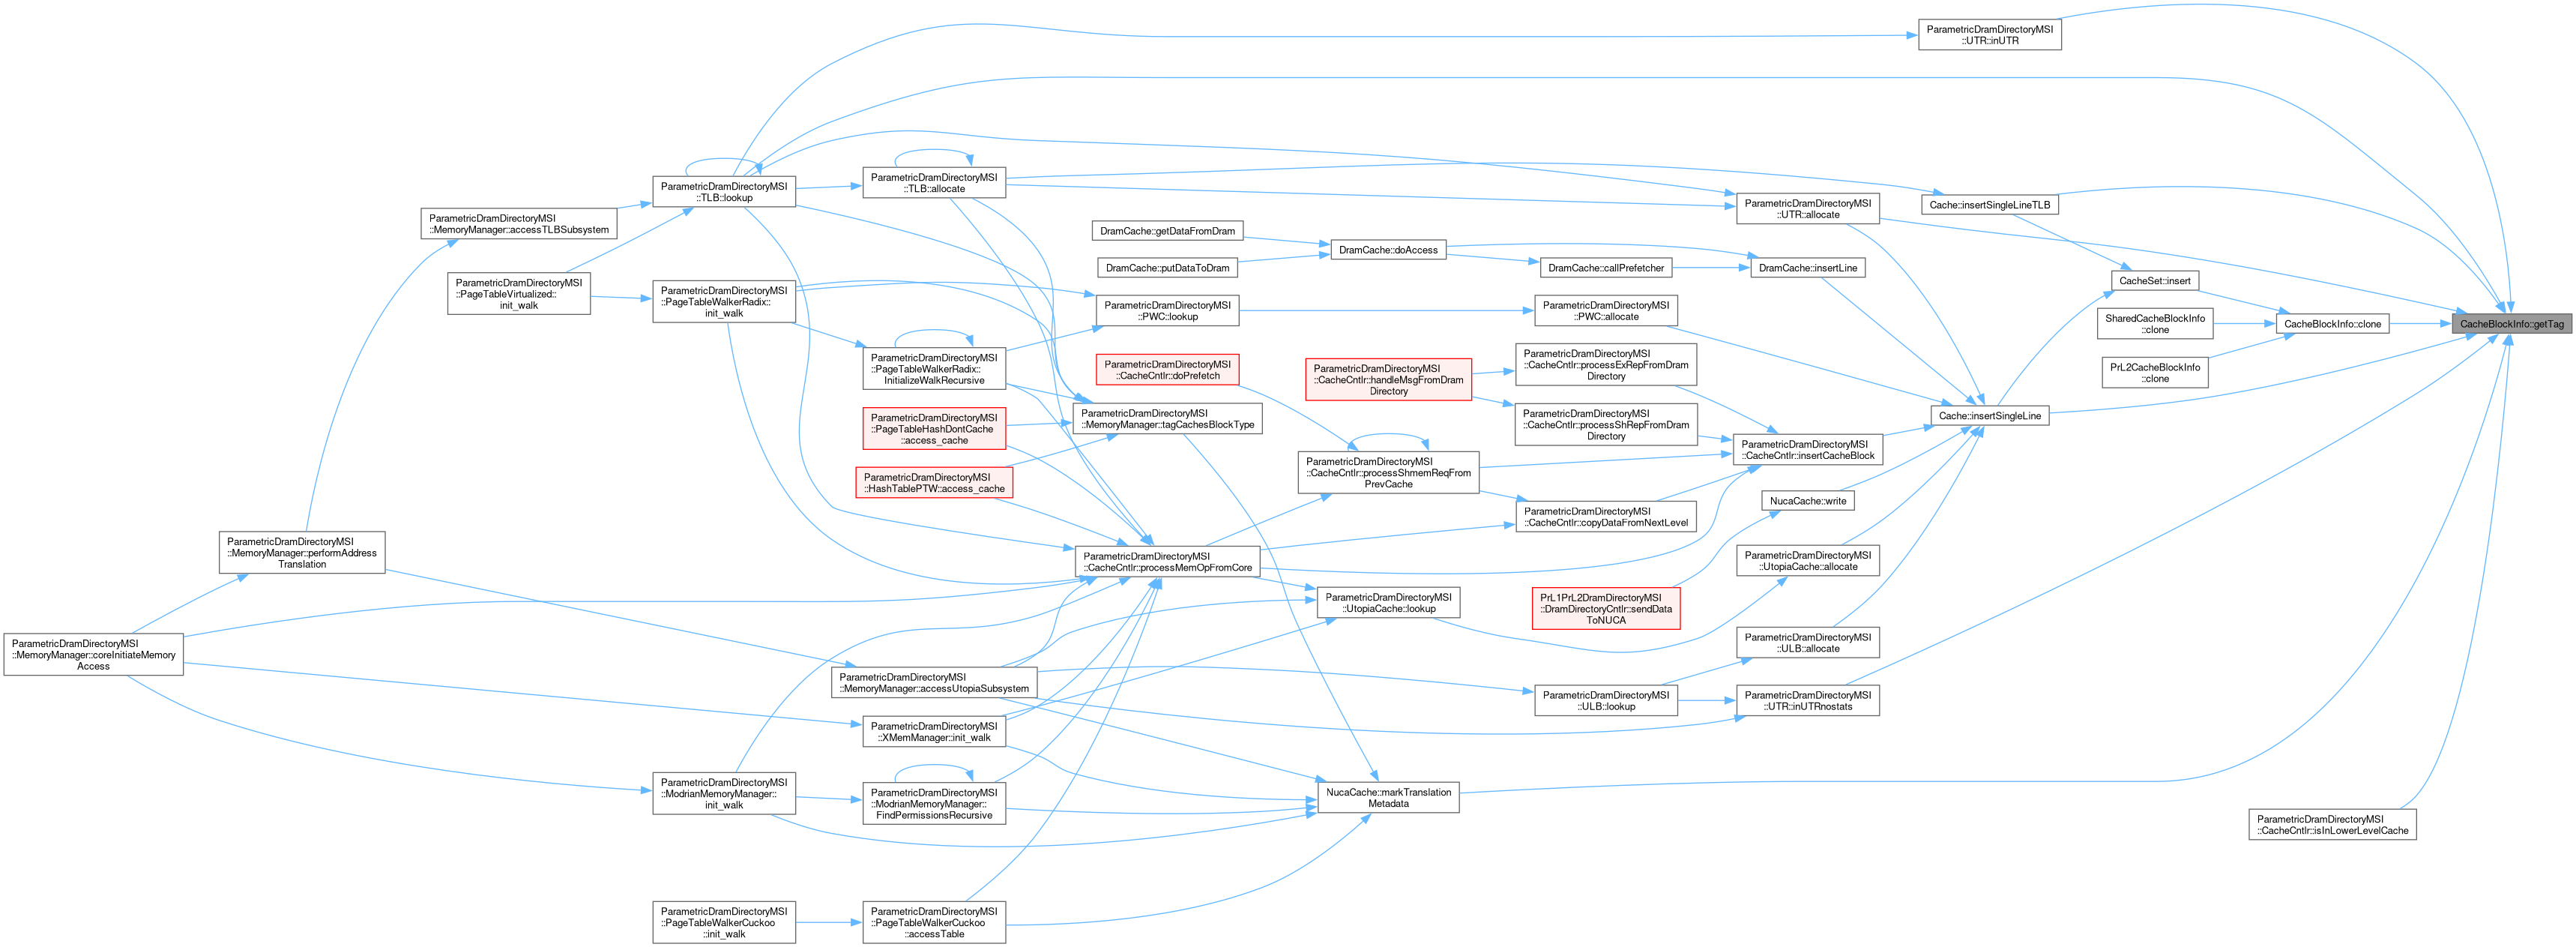 ParametricDramDirectoryMSI
::UTR::inUTR
ParametricDramDirectoryMSI
::TLB::lookup
ParametricDramDirectoryMSI
::TLB::allocate
ParametricDramDirectoryMSI
::UTR::allocate
Cache::insertSingleLineTLB
ParametricDramDirectoryMSI
::MemoryManager::accessTLBSubsystem
DramCache::getDataFromDram
DramCache::doAccess
DramCache::putDataToDram
DramCache::callPrefetcher
DramCache::insertLine
CacheSet::insert
ParametricDramDirectoryMSI
::PageTableVirtualized::
init_walk
ParametricDramDirectoryMSI
::PageTableWalkerRadix::
init_walk
ParametricDramDirectoryMSI
::PWC::lookup
ParametricDramDirectoryMSI
::PWC::allocate
SharedCacheBlockInfo
::clone
CacheBlockInfo::clone
CacheBlockInfo::getTag
ParametricDramDirectoryMSI
::PageTableWalkerRadix::
InitializeWalkRecursive
ParametricDramDirectoryMSI
::CacheCntlr::doPrefetch
ParametricDramDirectoryMSI
::CacheCntlr::handleMsgFromDram
Directory
ParametricDramDirectoryMSI
::CacheCntlr::processExRepFromDram
Directory
PrL2CacheBlockInfo
::clone
ParametricDramDirectoryMSI
::PageTableHashDontCache
::access_cache
ParametricDramDirectoryMSI
::MemoryManager::tagCachesBlockType
ParametricDramDirectoryMSI
::CacheCntlr::processShRepFromDram
Directory
Cache::insertSingleLine
ParametricDramDirectoryMSI
::HashTablePTW::access_cache
ParametricDramDirectoryMSI
::CacheCntlr::processShmemReqFrom
PrevCache
ParametricDramDirectoryMSI
::CacheCntlr::insertCacheBlock
NucaCache::write
ParametricDramDirectoryMSI
::CacheCntlr::copyDataFromNextLevel
ParametricDramDirectoryMSI
::MemoryManager::performAddress
Translation
ParametricDramDirectoryMSI
::CacheCntlr::processMemOpFromCore
ParametricDramDirectoryMSI
::UtopiaCache::allocate
ParametricDramDirectoryMSI
::UtopiaCache::lookup
PrL1PrL2DramDirectoryMSI
::DramDirectoryCntlr::sendData
ToNUCA
ParametricDramDirectoryMSI
::MemoryManager::coreInitiateMemory
Access
ParametricDramDirectoryMSI
::ULB::allocate
ParametricDramDirectoryMSI
::MemoryManager::accessUtopiaSubsystem
ParametricDramDirectoryMSI
::ULB::lookup
ParametricDramDirectoryMSI
::UTR::inUTRnostats
ParametricDramDirectoryMSI
::XMemManager::init_walk
ParametricDramDirectoryMSI
::ModrianMemoryManager::
init_walk
ParametricDramDirectoryMSI
::ModrianMemoryManager::
FindPermissionsRecursive
NucaCache::markTranslation
Metadata
ParametricDramDirectoryMSI
::CacheCntlr::isInLowerLevelCache
ParametricDramDirectoryMSI
::PageTableWalkerCuckoo
::init_walk
ParametricDramDirectoryMSI
::PageTableWalkerCuckoo
::accessTable